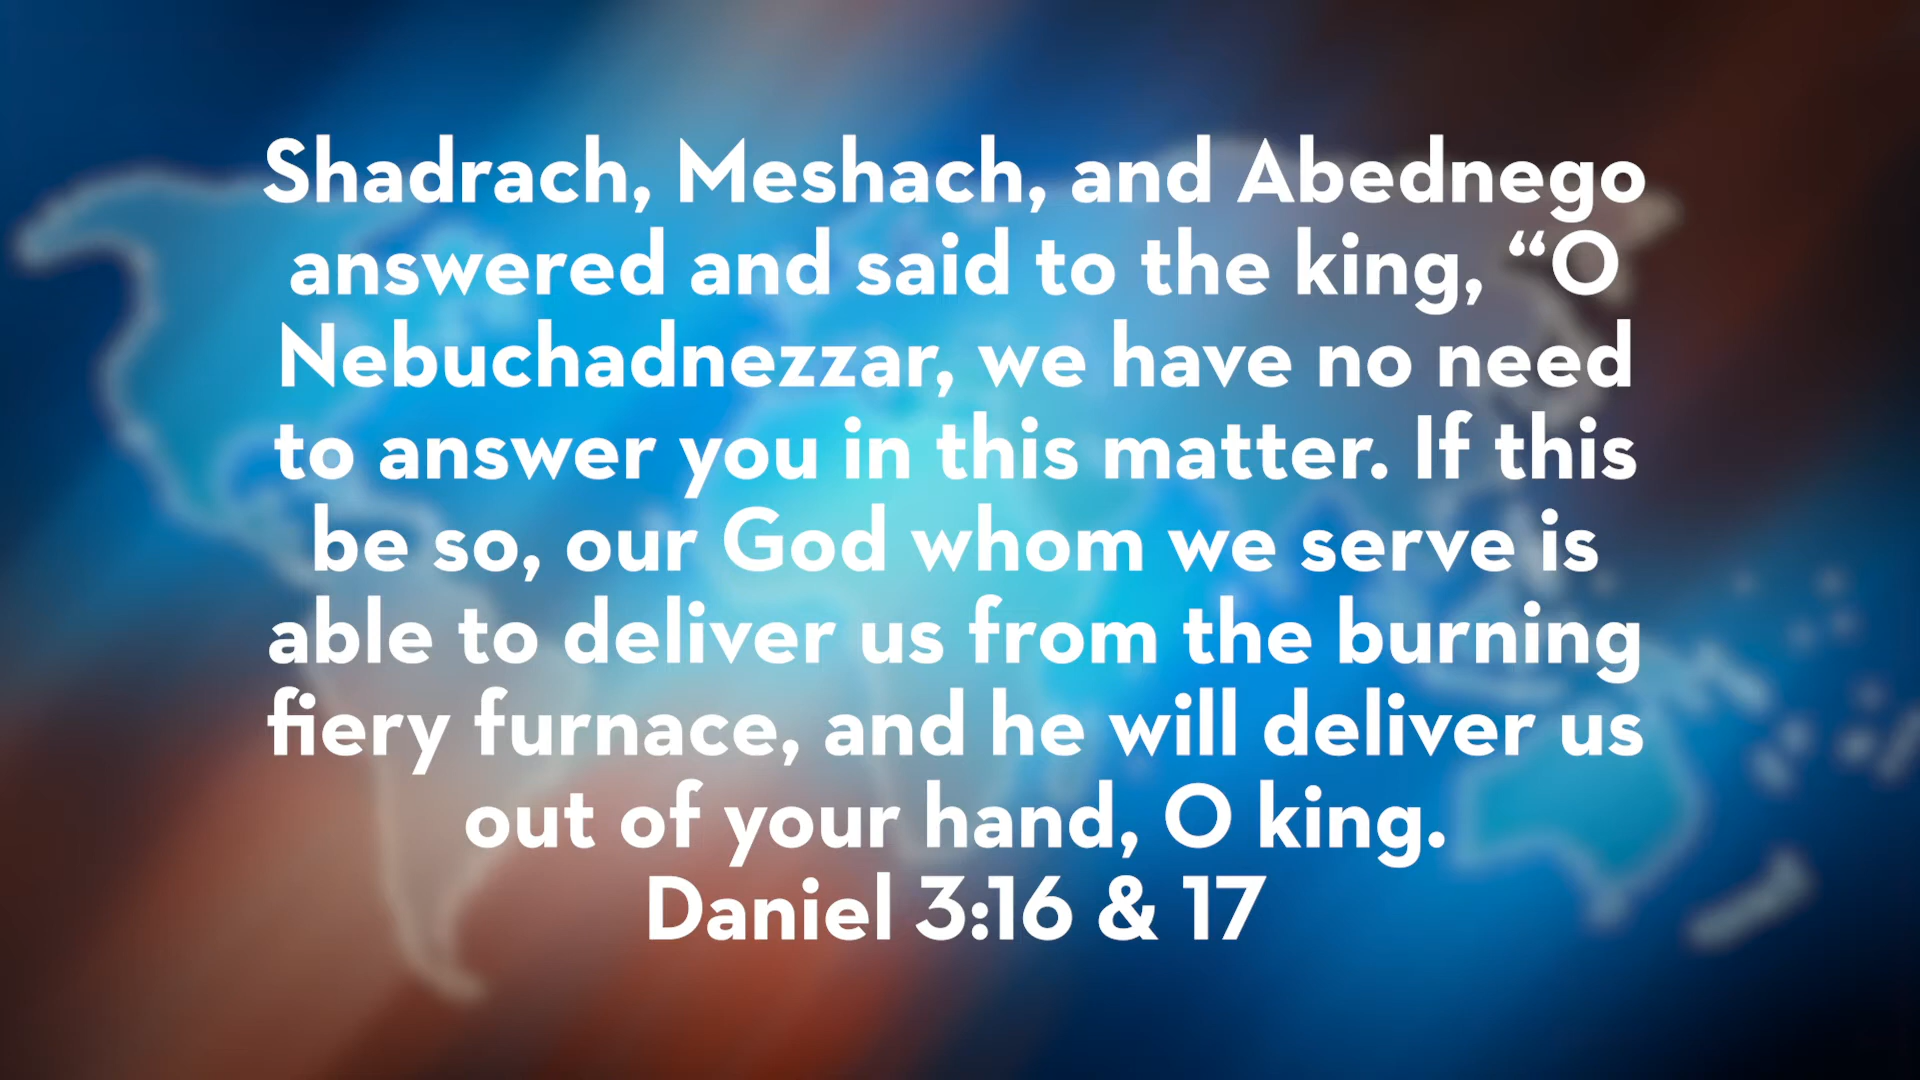 Shadrach, Meshach, and Abednego
answered and said to the king, “O
Nebuchadnezzar, we have no need
to answer you in this matter. If this
be so, our God whom we serve is
able to deliver us from the burning
fiery furnace, and he will deliver us
out of your hand, O king.
Daniel 3:16 & 17